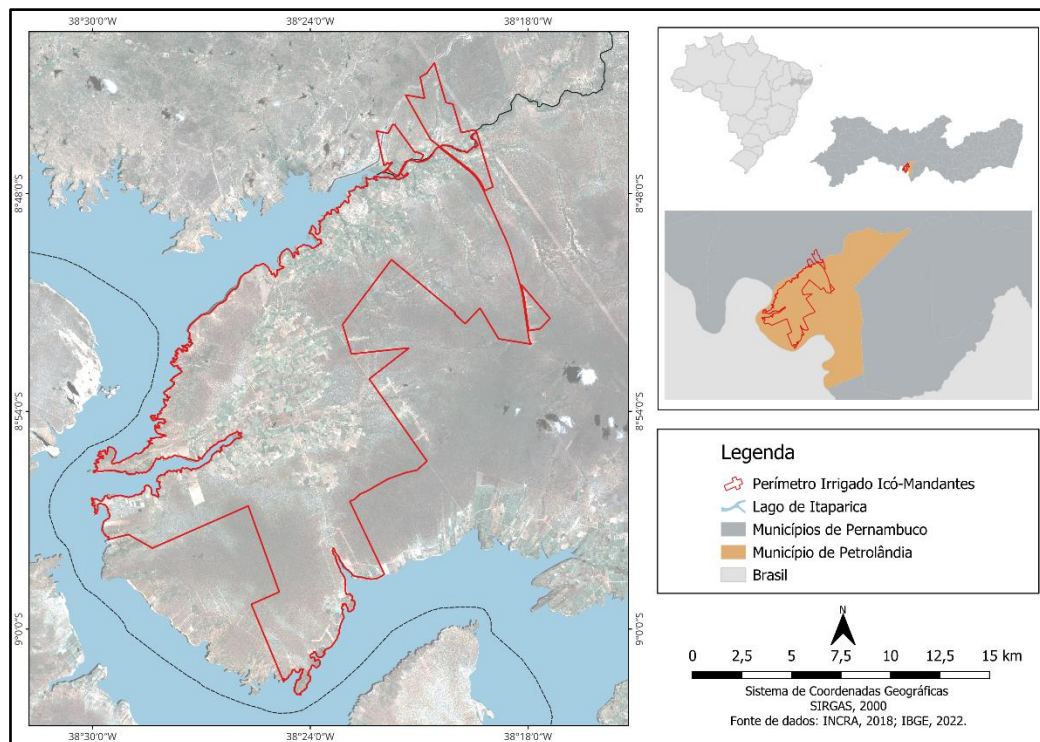 38°30'0"W 38°24'0"W 38°18'0"W
8°48'0"S 8°48'0"S
8°54'0"S 8°54'0"S
9°0'0"S 9°0'0"S
38°30'0"W 38°24'0"W 38°18'0"W
Legenda
Perímetro Irrigado Icó-Mandantes
Lago de Itaparica
Municípios de Pernambuco
Município de Petrolândia
Brasil
N
0 2,5 5 7,5 10 12,5 15 km
Sistema de Coordenadas Geográficas
SIRGAS, 2000
Fonte de dados: INCRA, 2018; IBGE, 2022.